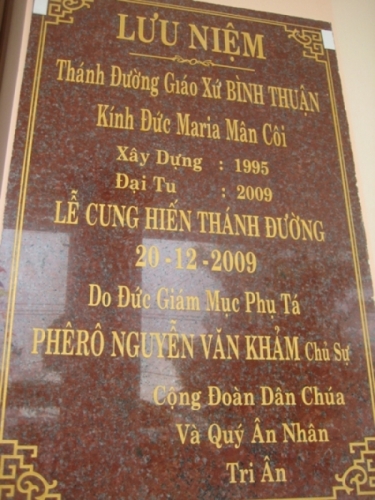 LƯU NIỆM
Thánh Đường Giáo Xứ BÌNH THUẬN
Kính Đức Maria Mân Côi
Xây Dựng : 1995
Đại Tu : 2009
LỄ CUNG HIẾN THÁNH ĐƯỜNG
20-12-2009
Do Đức Giám Mục Phụ Tá
PHÊRÔ NGUYỄN VĂN KHẢM Chủ Sự
Cộng Đoàn Dân Chúa
Và Quý Ân Nhân
Tri Ân